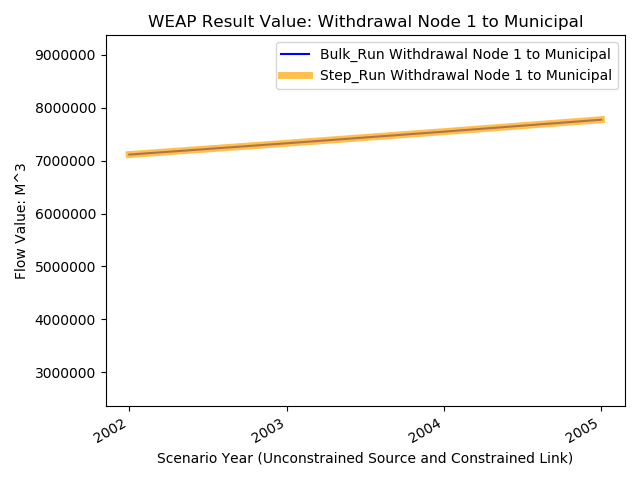 WEAP Result Value: Withdrawal Node 1 to Municipal
Bulk_Run Withdrawal Node 1 to Municipal
Step_Run Withdrawal Node 1 to Municipal
Flow Value: M^3
9000000
8000000
7000000
6000000
5000000
4000000
3000000
2002
2003
2004
2005
Scenario Year (Unconstrained Source and Constrained Link)